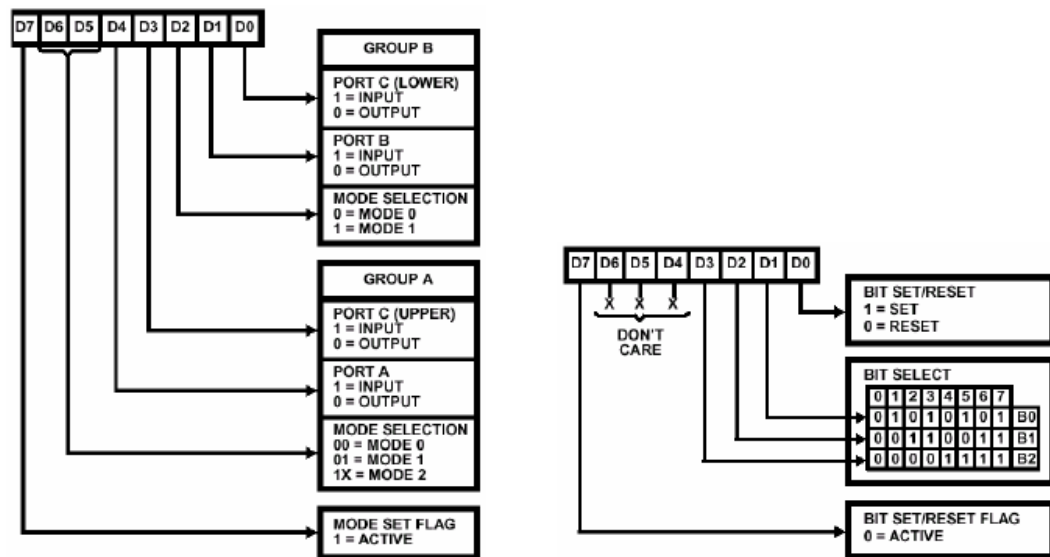 D7 D6 D5 D4 D3 D2 D1 D0
GROUP B
PORT C (LOWER)
1 = INPUT
0 = OUTPUT
PORT B
1 = INPUT
0 = OUTPUT
MODE SELECTION
0 = MODE 0
1 = MODE 1
GROUP A
PORT C (UPPER)
1 = INPUT
0 = OUTPUT
PORT A
1 = INPUT
0 = OUTPUT
MODE SELECTION
00 = MODE 0
01 = MODE 1
1X = MODE 2
MODE SET FLAG
1 = ACTIVE
D7 D6 D5 D4 D3 D2 D1 D0
X X X
DON'T
CARE
BIT SET/RESET
1 = SET
0 = RESET
BIT SELECT
0 1 2 3 4 5 6 7
0 1 0 1 0 1 0 1 B0
0 0 1 1 0 0 1 1 B1
0 0 0 0 1 1 1 1 B2
BIT SET/RESET FLAG
0 = ACTIVE